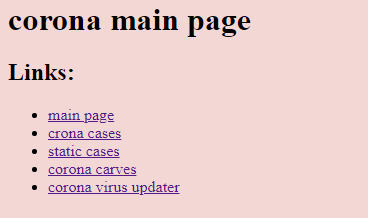 corona main page
Links:
main page
crona cases
static cases
corona carves
corona virus updater